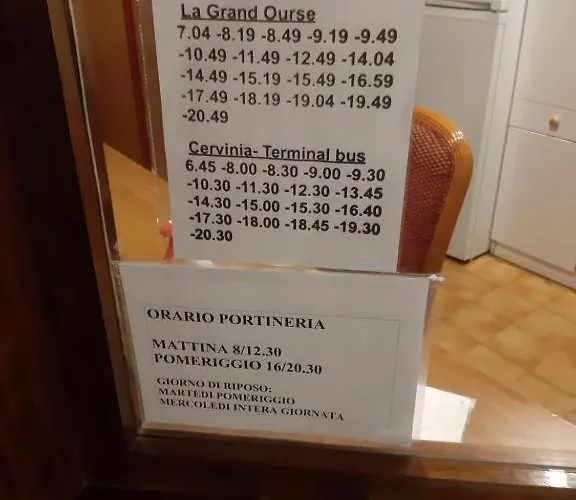 La Grand Ourse
7.04 -8.19 -8.49 -9.19 -9.49
-10.49 -11.49 -12.49 -14.04
-14.49 -15.19 -15.49 -16.59
-17.49 -18.19 -19.04 -19.49
-20.49
Cervinia- Terminal bus
6.45 -8.00 -8.30 -9.00 -9.30
-10.30 -11.30 -12.30 -13.45
-14.30 -15.00 -15.30 -16.40
-17.30 -18.00 -18.45 -19.30
-20.30
ORARIO PORTINERIA
MATTINA 8/12.30
POMERIGGIO 16/20.30
GIORNO DI RIPOSO:
MARTEDI POMERIGGIO
MERCOLEDI INTERA GIORNATA